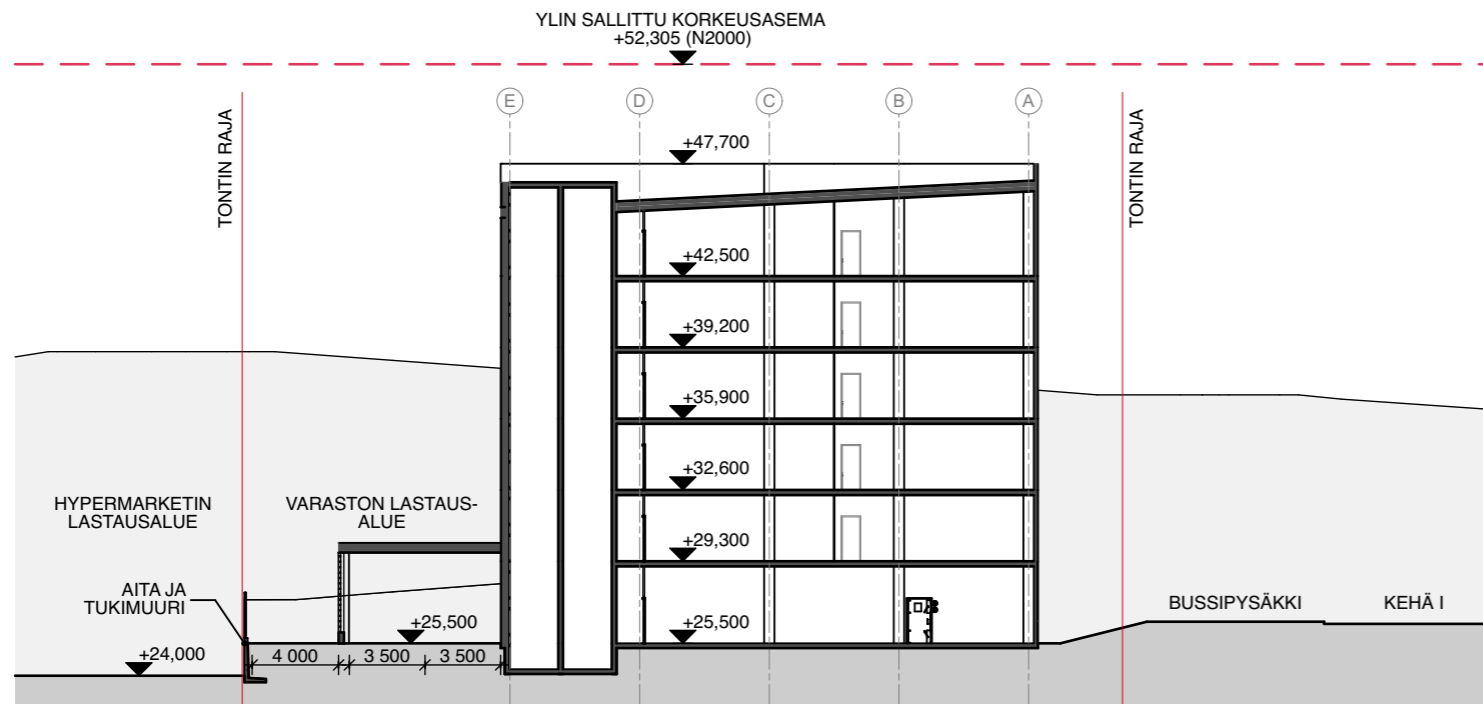 YLIN SALLITTU KORKEUSASEMA
+52,305 (N2000)
E
D
C
B
A
TONTIN RAJA
TONTIN RAJA
+47,700
+42,500
+39,200
+35,900
+32,600
+29,300
+25,500
HYPERMARKETIN
LASTAUSALUE
VARASTON LASTAUS-
ALUE
AITA JA
TUKIMUURI
+25,500
+24,000
4 000
3 500
3 500
BUSSIPYSÄKKI
KEHÄ I